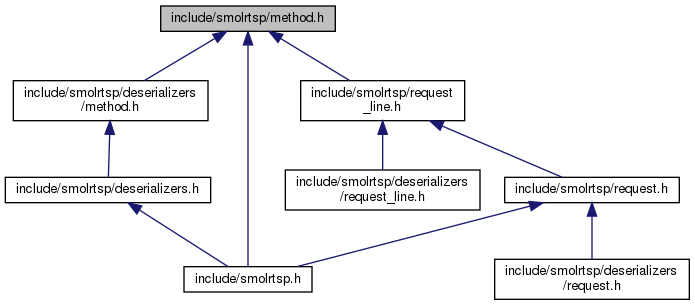 include/smolrtsp/method.h
include/smolrtsp/deserializers
/method.h
include/smolrtsp/request
_line.h
include/smolrtsp/deserializers.h
include/smolrtsp/deserializers
/request_line.h
include/smolrtsp/request.h
include/smolrtsp.h
include/smolrtsp/deserializers
/request.h